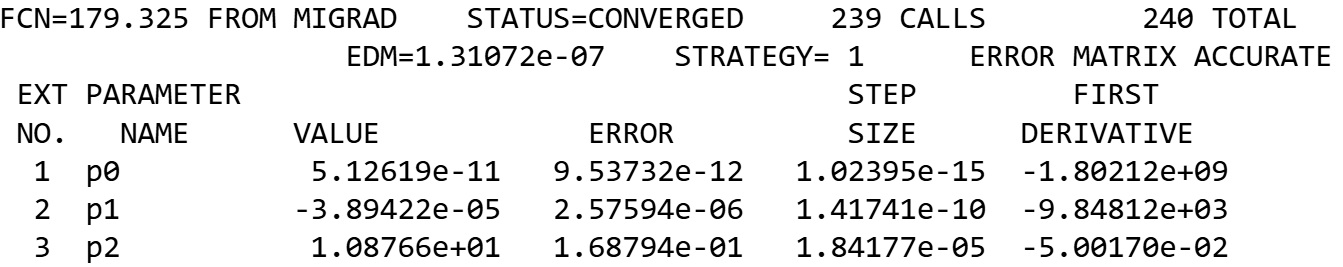 FCN=179.325 FROM MIGRAD    STATUS=CONVERGED     239 CALLS         240 TOTAL
                    EDM=1.31072e-07    STRATEGY= 1      ERROR MATRIX ACCURATE
 EXT PARAMETER                                   STEP         FIRST
 NO.   NAME      VALUE            ERROR          SIZE      DERIVATIVE
  1  p0           5.12619e-11   9.53732e-12   1.02395e-15  -1.80212e+09
  2  p1          -3.89422e-05   2.57594e-06   1.41741e-10  -9.84812e+03
  3  p2           1.08766e+01   1.68794e-01   1.84177e-05  -5.00170e-02